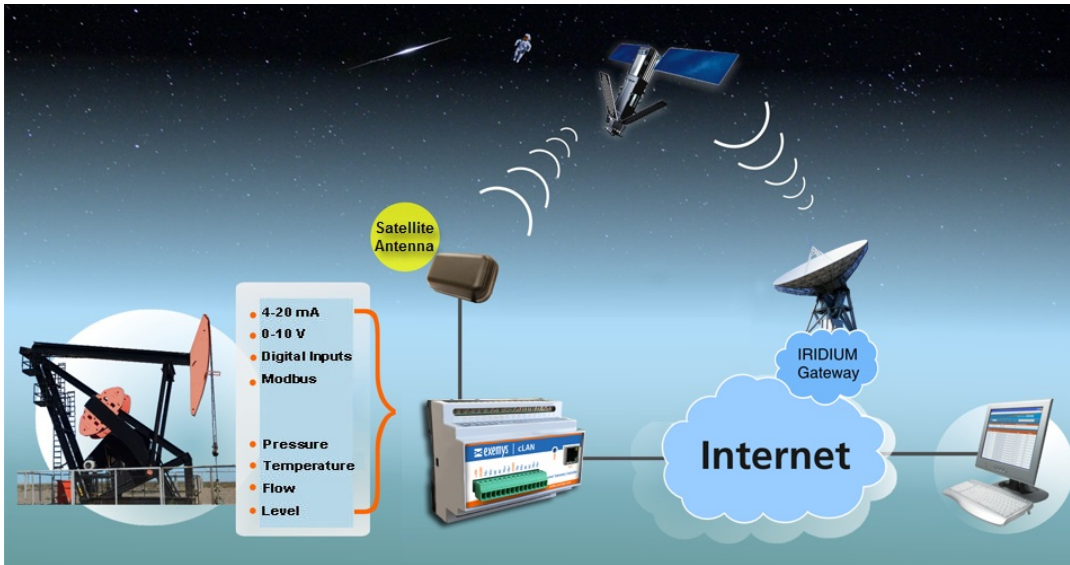 Satellite
Antenna
4-20 mA
0-10 V
Digital Inputs
Modbus
Pressure
Temperature
Flow
Level
exemys | cLAN
IRIDIUM
Gateway
Internet